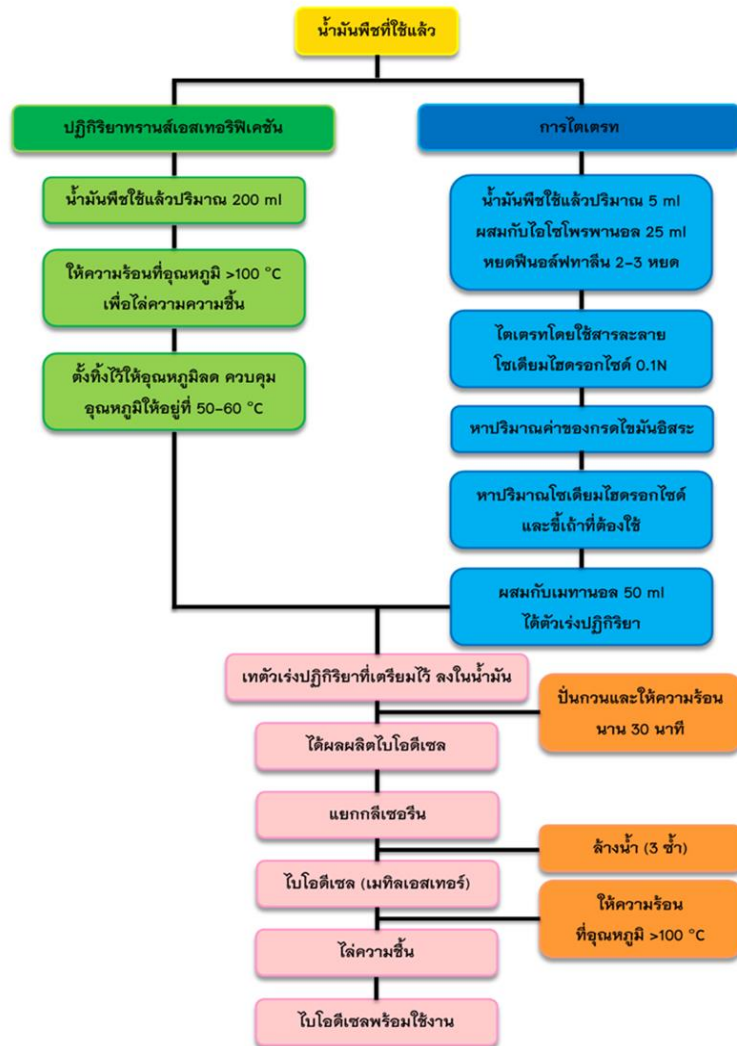 น้ำมันพืชที่ใช้แล้ว
ปฏิกิริยาทรานส์เอสเทอริฟิเคชัน
น้ำมันพืชใช้แล้วปริมาณ 200 ml
ให้ความร้อนที่อุณหภูมิ >100 °C
เพื่อไล่ความความชื้น
ตั้งทิ้งไว้ให้อุณหภูมิลด ควบคุม
อุณหภูมิให้อยู่ที่ 50-60 °C
การไตเตรท
น้ำมันพืชใช้แล้วปริมาณ 5 ml
ผสมกับไอโซโพรพานอล 25 ml
หยดฟีนอล์ฟทาลีน 2-3 หยด
ไตเตรทโดยใช้สารละลาย
โซเดียมไฮดรอกไซด์ 0.1N
หาปริมาณค่าของกรดไขมันอิสระ
หาปริมาณโซเดียมไฮดรอกไซด์
และขี้เถ้าที่ต้องใช้
ผสมกับเมทานอล 50 ml
ได้ตัวเร่งปฏิกิริยา
เทตัวเร่งปฏิกิริยาที่เตรียมไว้ ลงในน้ำมัน
ปั่นกวนและให้ความร้อน
นาน 30 นาที
ได้ผลผลิตไบโอดีเซล
แยกกลีเซอรีน
ล้างน้ำ (3 ซ้ำ)
ไบโอดีเซล (เมทิลเอสเทอร์)
ให้ความร้อน
ที่อุณหภูมิ >100 °C
ไล่ความชื้น
ไบโอดีเซลพร้อมใช้งาน